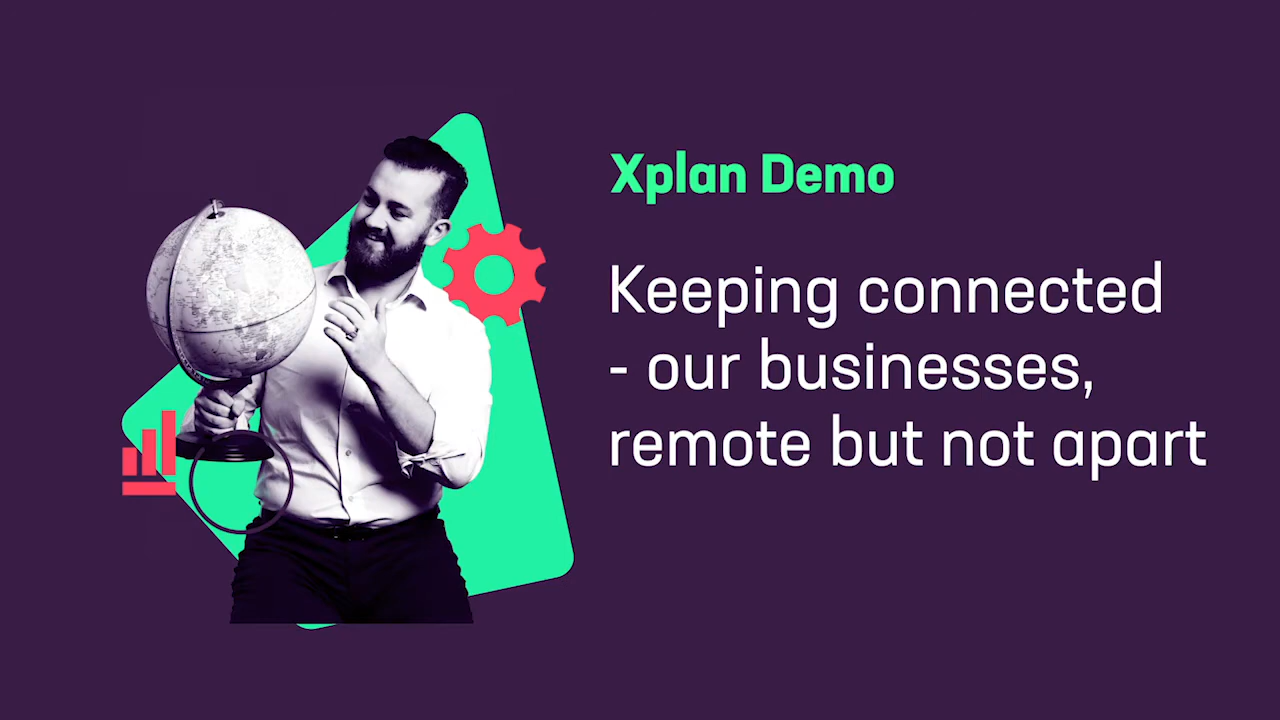 Xplan Demo
Keeping connected
- our businesses,
remote but not apart